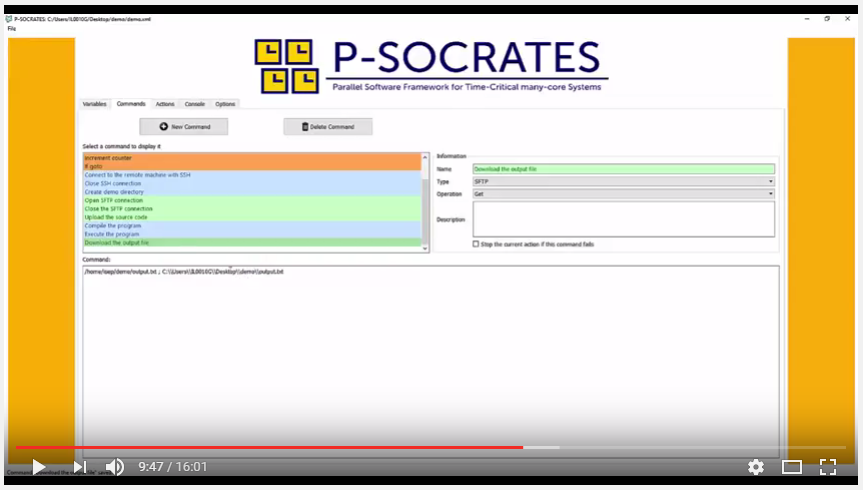 P-SOCRATES: C:/Users/IL0010G/Desktop/demo/demo.xml
File
P-SOCRATES
Parallel Software Framework for Time-Critical many-core Systems
Variables Commands Actions Console Options
New Command Delete Command
Select a command to display it
Increment counter
If goto
Connect to the remote machine with SSH
Close SSH connection
Create demo directory
Open SFTP connection
Close the SFTP connection
Upload the source code
Compile the program
Execute the program
Download the output file
Information
Name Download the output file
Type SFTP
Operation Get
Description
Stop the current action if this command fails
Command:
/home/isep/demo/output.txt ; C:\\Users\\IL0010G\\Desktop\\demo\\output.txt
9:47 / 16:01
Command "Download the output file" saved